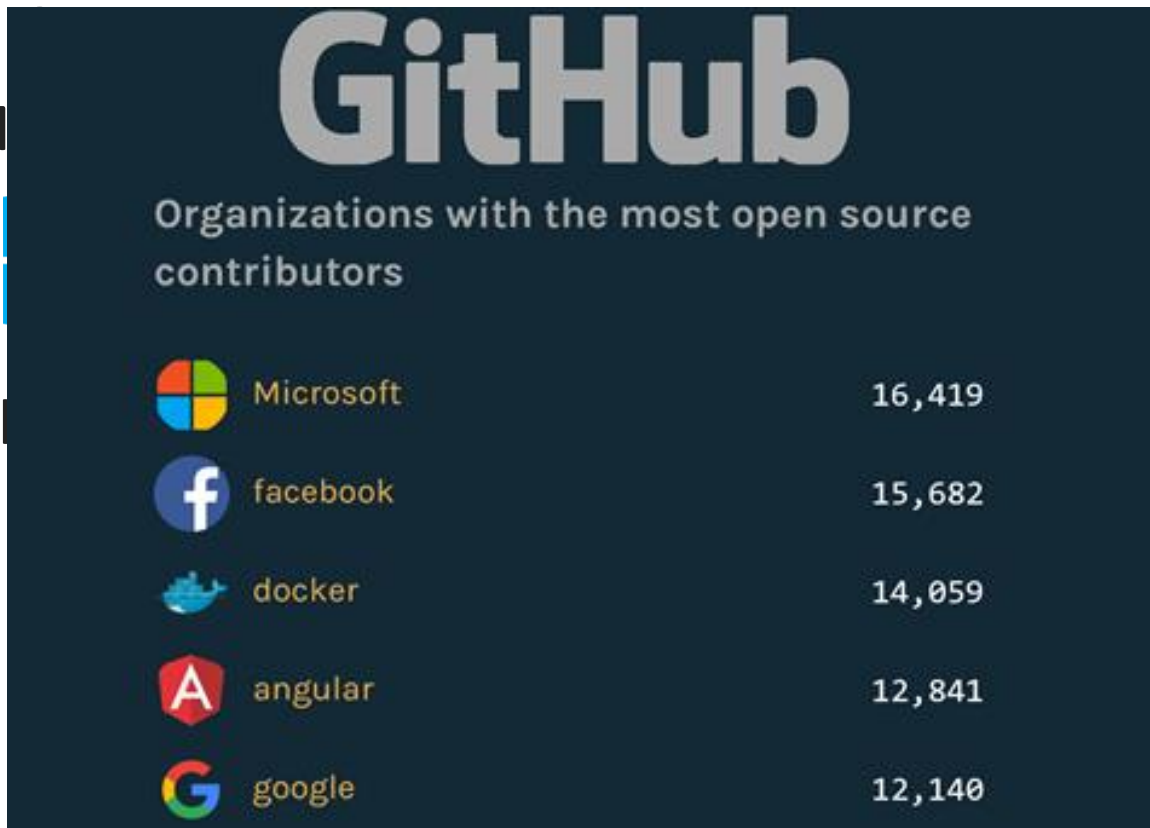 GitHub
Organizations with the most open source
contributors
Microsoft 16,419
facebook 15,682
docker 14,059
angular 12,841
google 12,140